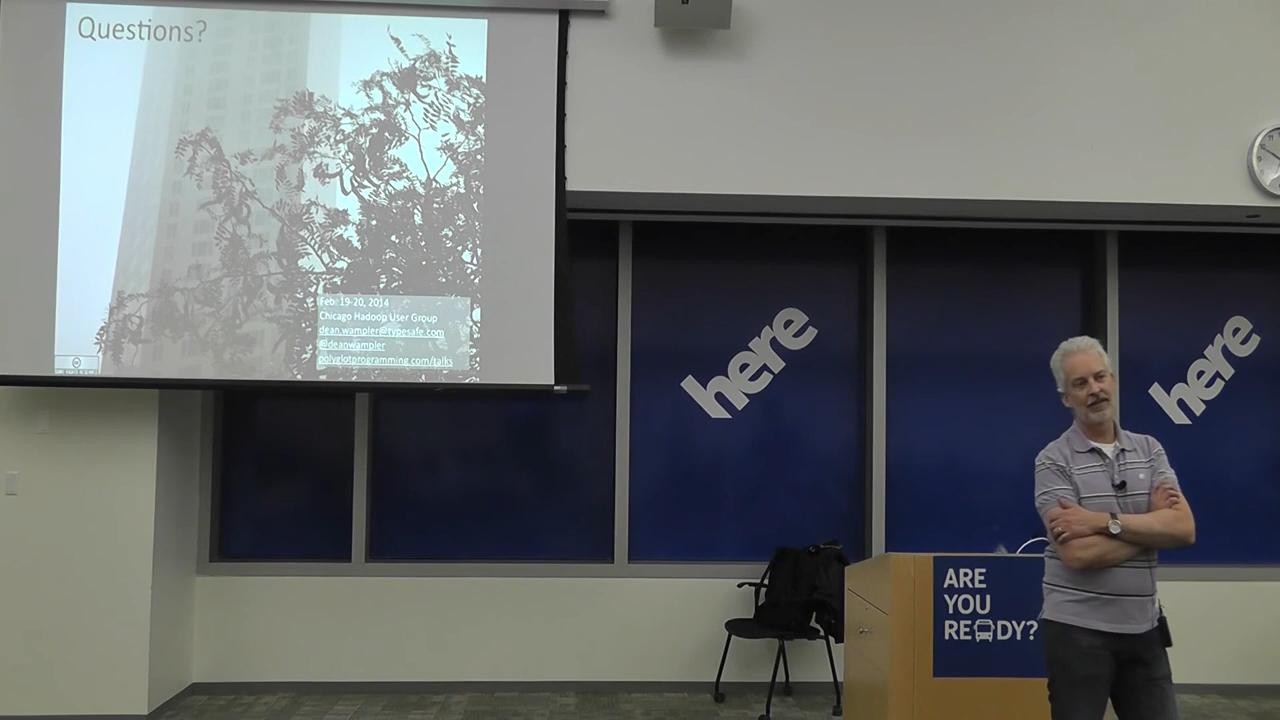 Questions?
Feb. 19-20, 2014
Chicago Hadoop User Group
dean.wampler@typesafe.com
@deanwampler
polyglotprogramming.com/talks
here
here
ARE
YOU
READY?